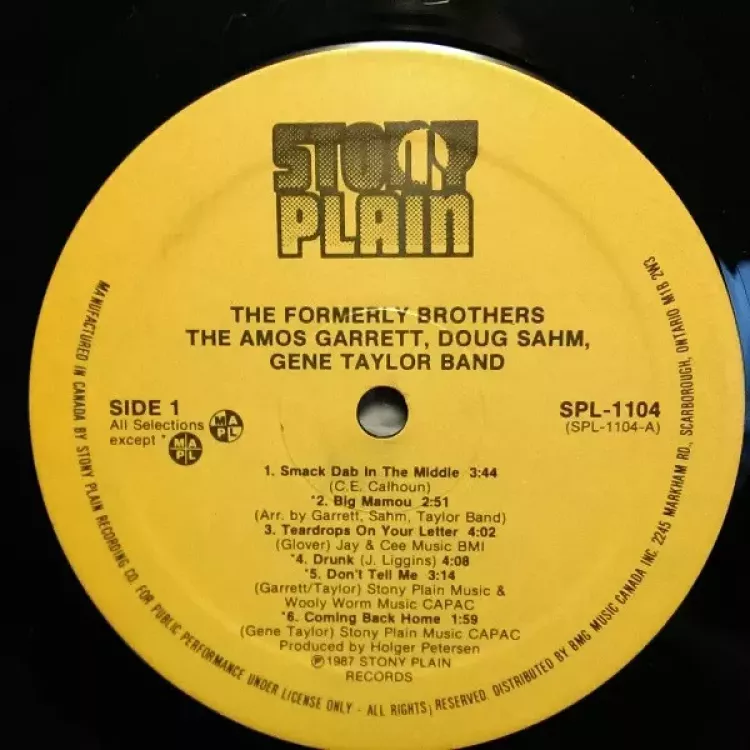 STONY
PLAIN
THE FORMERLY BROTHERS
THE AMOS GARRETT, DOUG SAHM,
GENE TAYLOR BAND
SIDE 1
All Selections MAPL
except * MAPL
SPL-1104
(SPL-1104-A)
1. Smack Dab In The Middle 3:44
(C.E. Calhoun)
*2. Big Mamou 2:51
(Arr. by Garrett, Sahm, Taylor Band)
3. Teardrops On Your Letter 4:02
(Glover) Jay & Cee Music BMI
*4. Drunk (J. Liggins) 4:08
*5. Don't Tell Me 3:14
(Garrett/Taylor) Stony Plain Music &
Wooly Worm Music CAPAC
*6. Coming Back Home 1:59
(Gene Taylor) Stony Plain Music CAPAC
Produced by Holger Petersen
℗1987 STONY PLAIN
RECORDS
MANUFACTURED IN CANADA BY STONY PLAIN RECORDING CO. FOR PUBLIC PERFORMANCE UNDER LICENSE ONLY - ALL RIGHTS RESERVED. DISTRIBUTED BY BMG MUSIC CANADA INC. 2245 MARKHAM RD., SCARBOROUGH, ONTARIO M1B 2W3